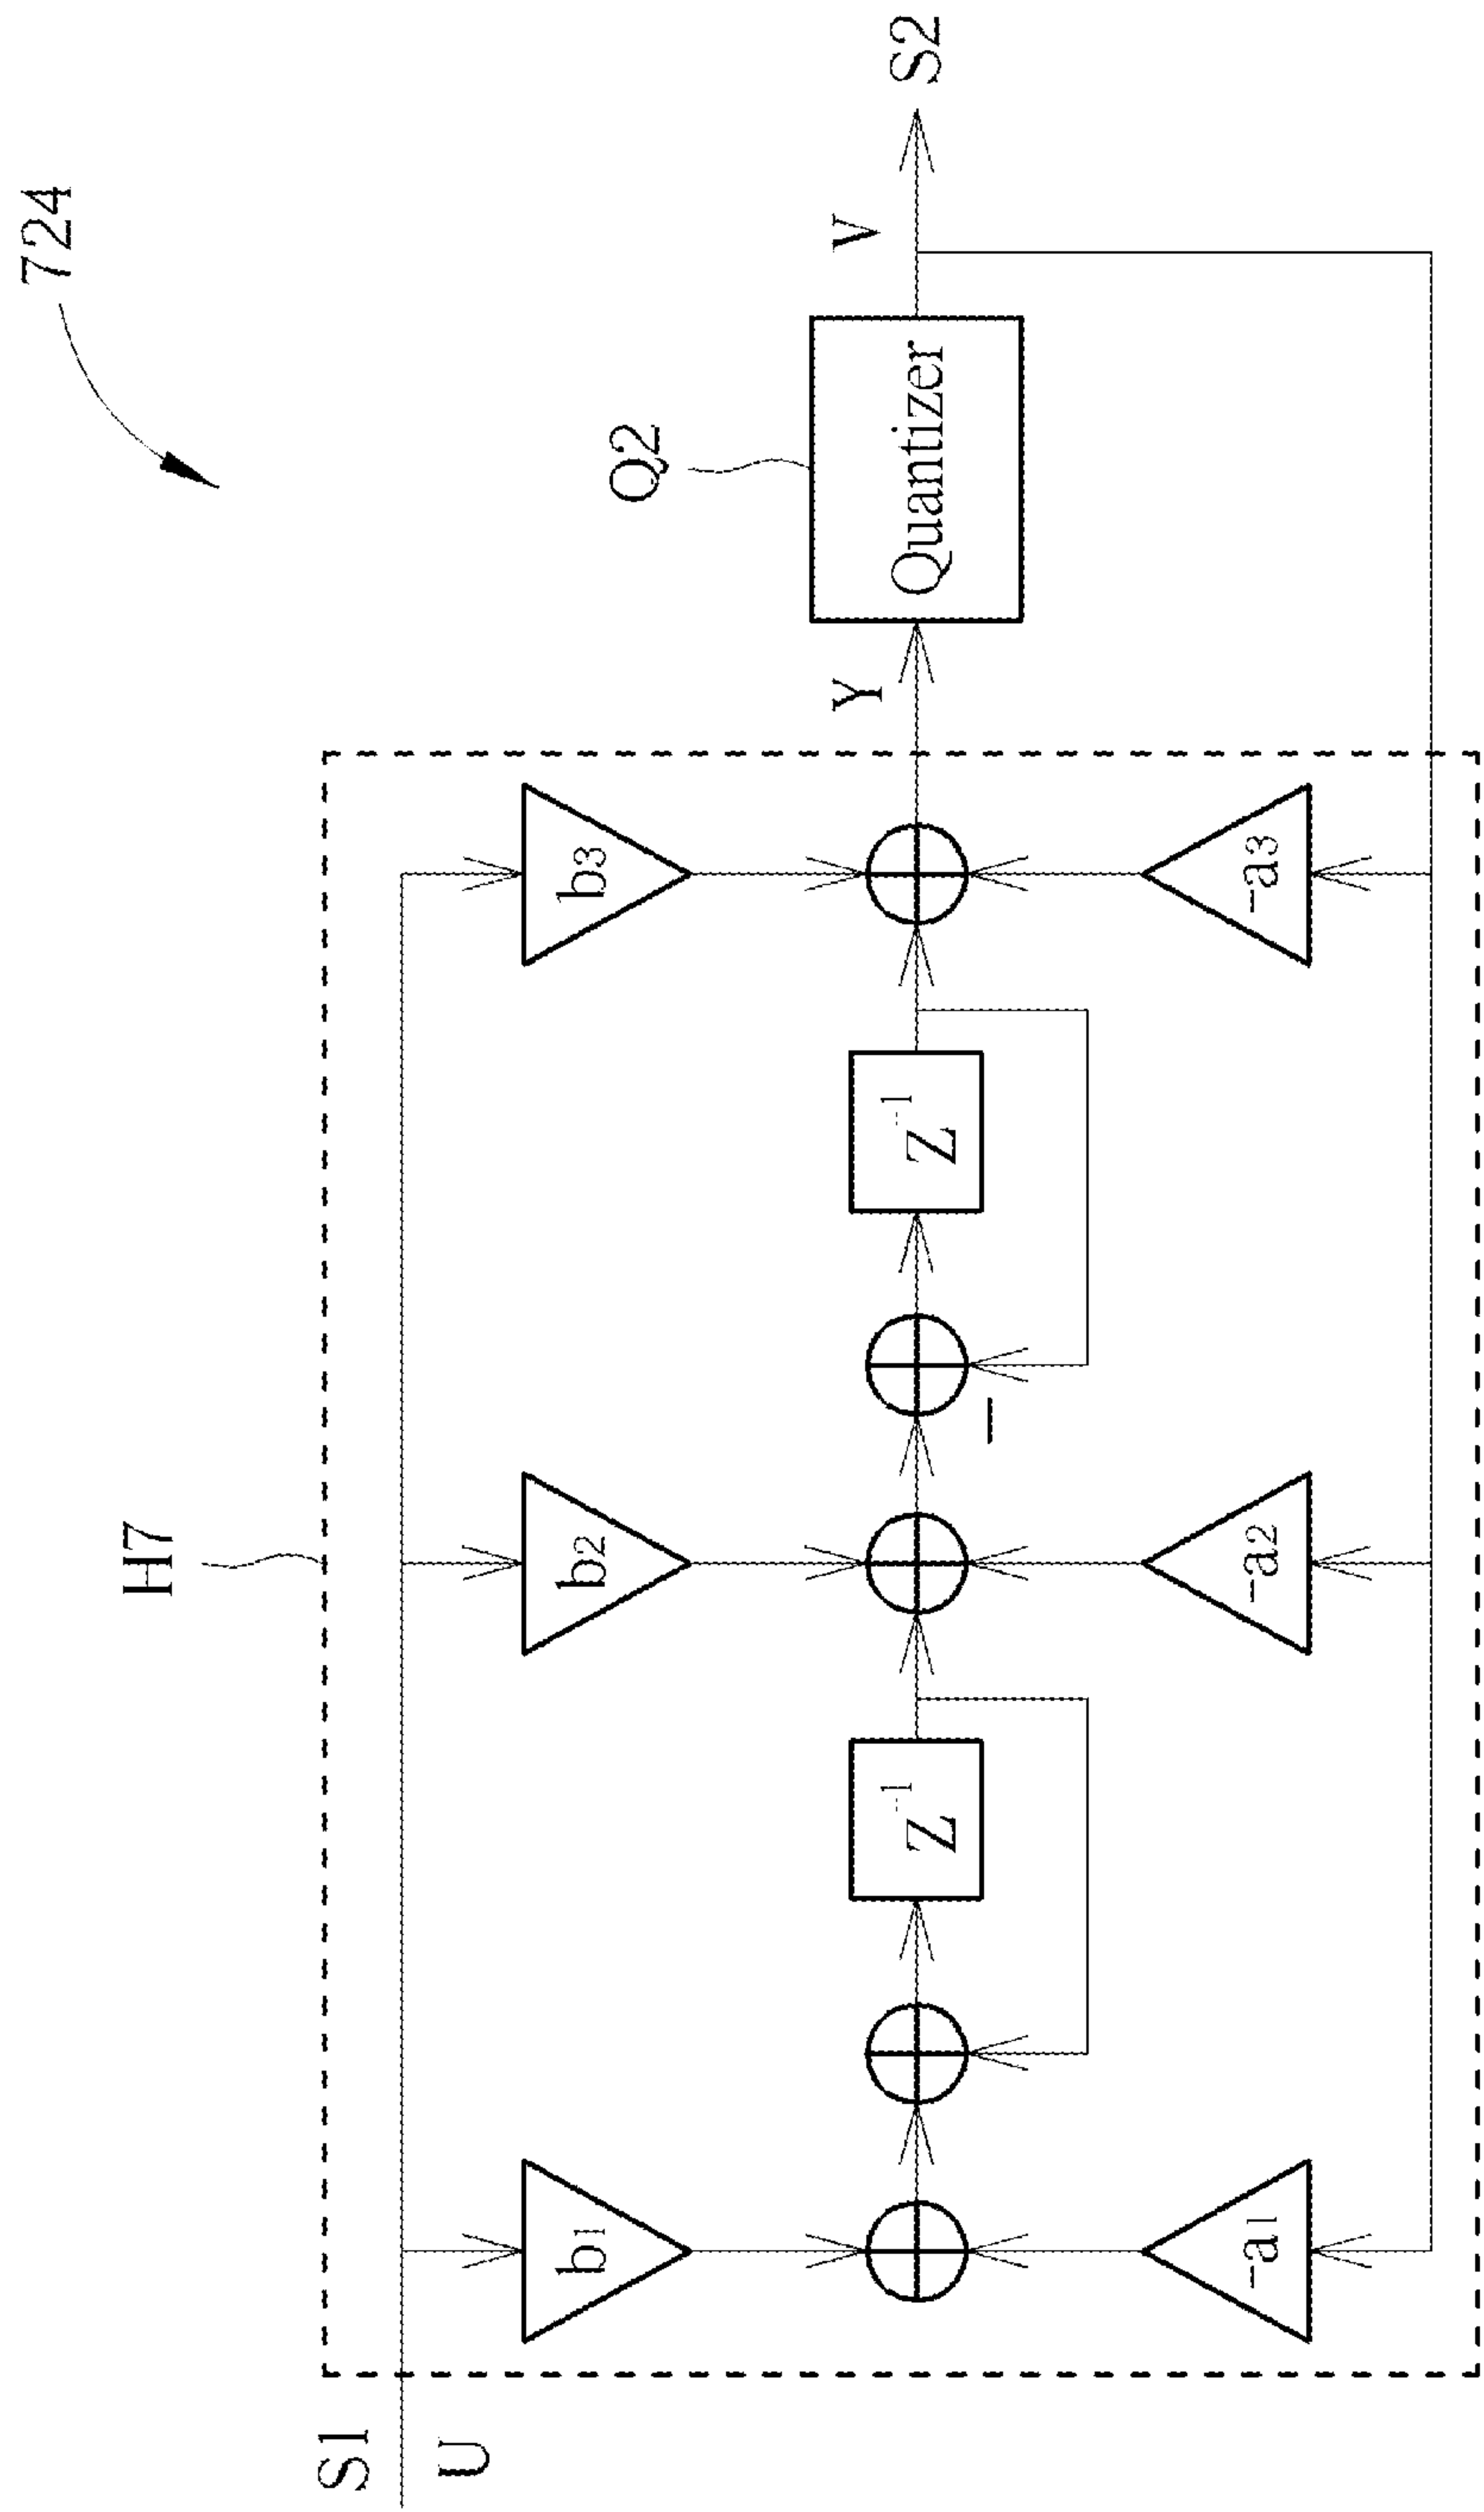 724
H7
S1
U
b1
b2
b3
Q2
Z-1
Z-1
Y
Quantizer
V
S2
−
-a1
-a2
-a3